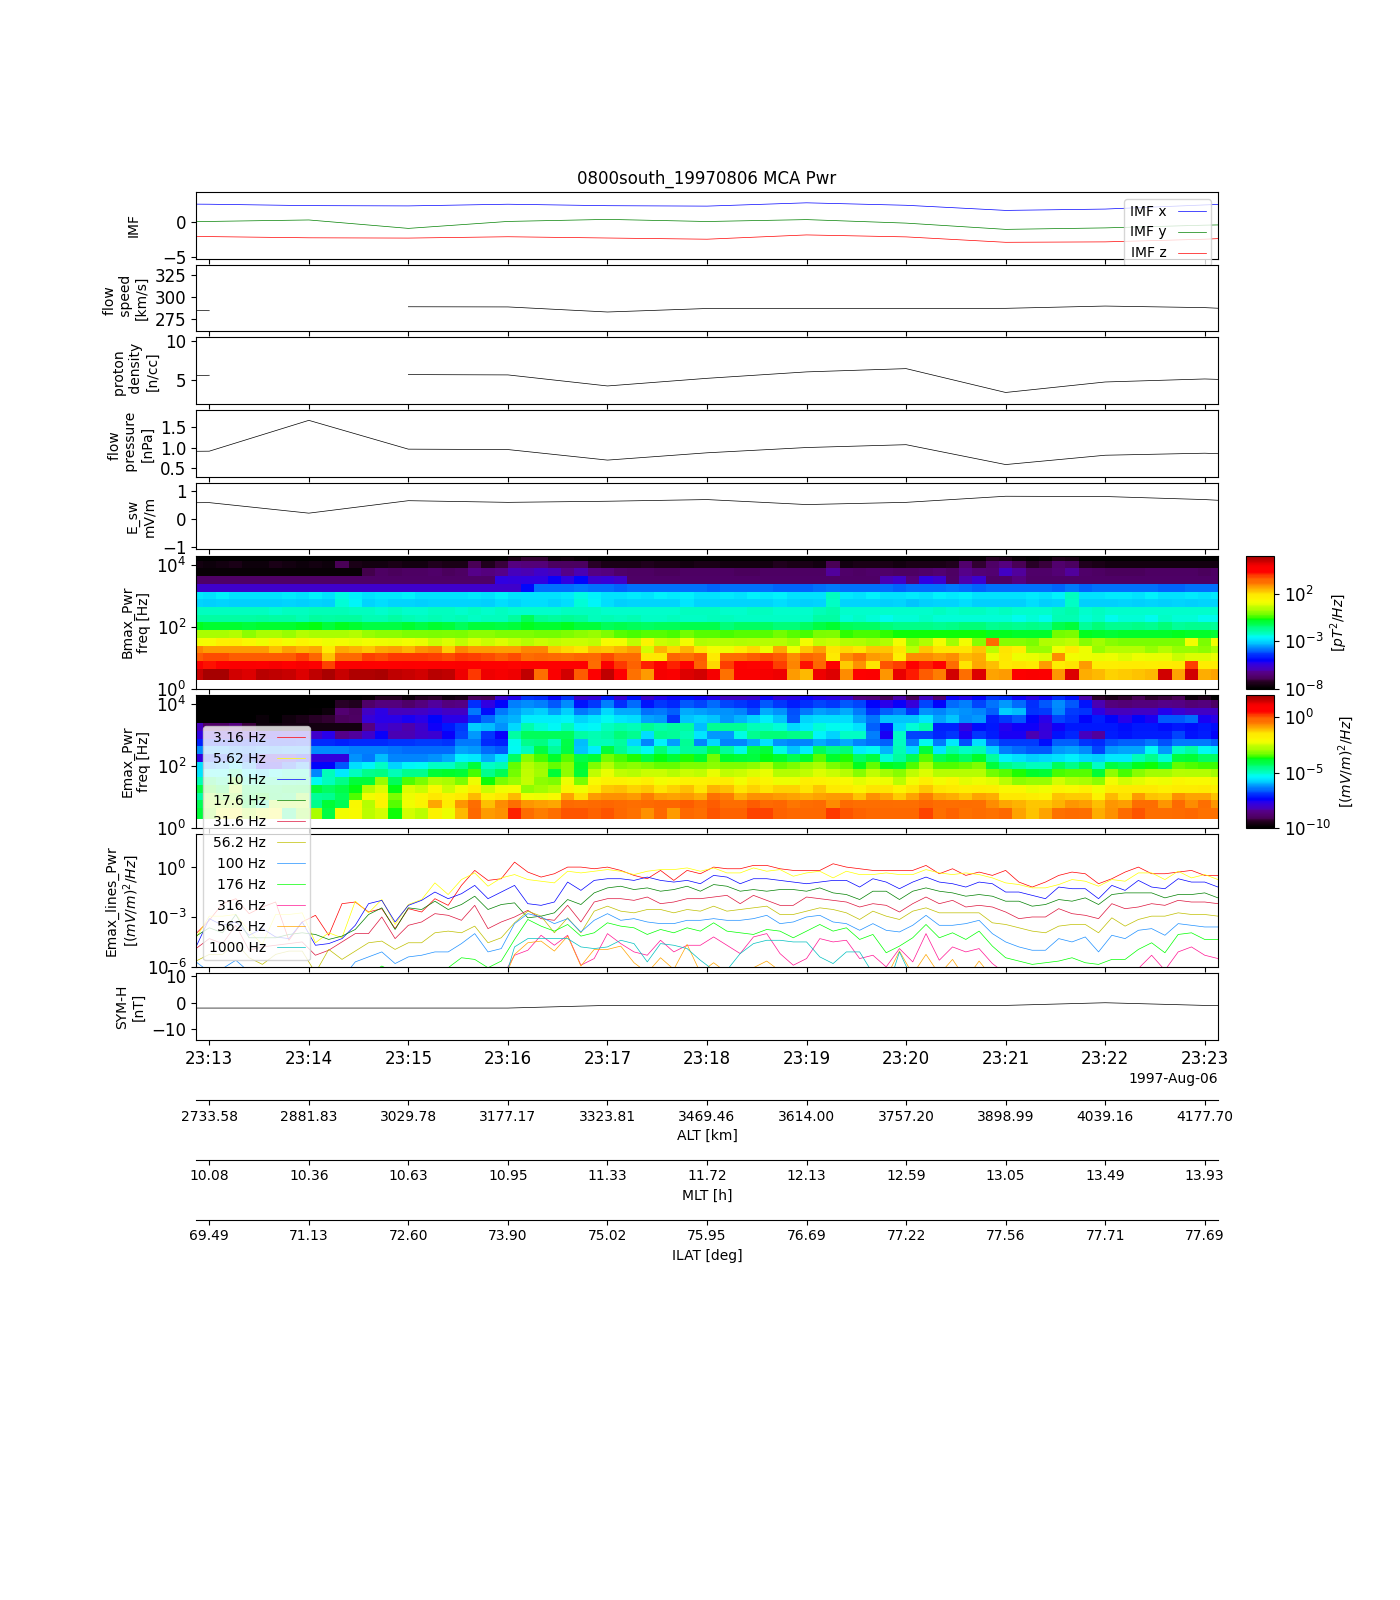 0800south_19970806 MCA Pwr
IMF
0
−5
IMF x
IMF y
IMF z
flow
speed
[km/s]
325
300
275
proton
density
[n/cc]
10
5
flow
pressure
[nPa]
1.5
1.0
0.5
E_sw
mV/m
1
0
−1
Bmax_Pwr
freq [Hz]
10^4
10^2
10^0
10^2
10^−3
10^−8
[pT^2/Hz]
Emax_Pwr
freq [Hz]
10^4
10^2
10^0
10^0
10^−5
10^−10
[(mV/m)^2/Hz]
3.16 Hz
5.62 Hz
10 Hz
17.6 Hz
31.6 Hz
56.2 Hz
100 Hz
176 Hz
316 Hz
562 Hz
1000 Hz
Emax_lines_Pwr
[(mV/m)^2/Hz]
10^0
10^−3
10^−6
SYM-H
[nT]
10
0
−10
23:13 23:14 23:15 23:16 23:17 23:18 23:19 23:20 23:21 23:22 23:23
1997-Aug-06
2733.58 2881.83 3029.78 3177.17 3323.81 3469.46 3614.00 3757.20 3898.99 4039.16 4177.70
ALT [km]
10.08 10.36 10.63 10.95 11.33 11.72 12.13 12.59 13.05 13.49 13.93
MLT [h]
69.49 71.13 72.60 73.90 75.02 75.95 76.69 77.22 77.56 77.71 77.69
ILAT [deg]